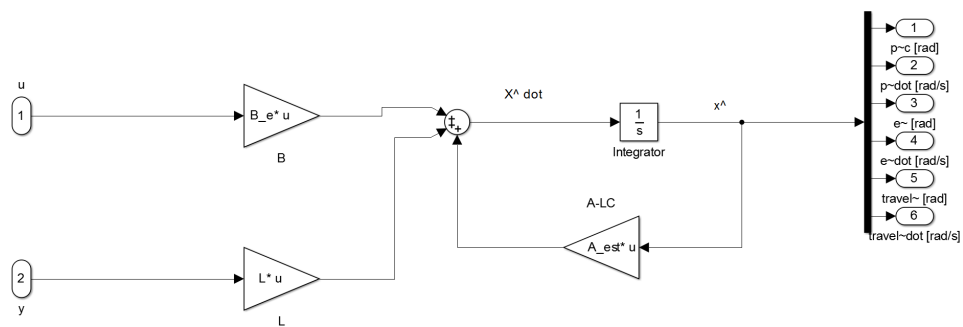 u
1
B_e* u
B
X^ dot
1
s
Integrator
x^
A-LC
A_est* u
2
y
L* u
L
+
+
+
1
p~c [rad]
2
p~dot [rad/s]
3
e~ [rad]
4
e~dot [rad/s]
5
travel~ [rad]
6
travel~dot [rad/s]